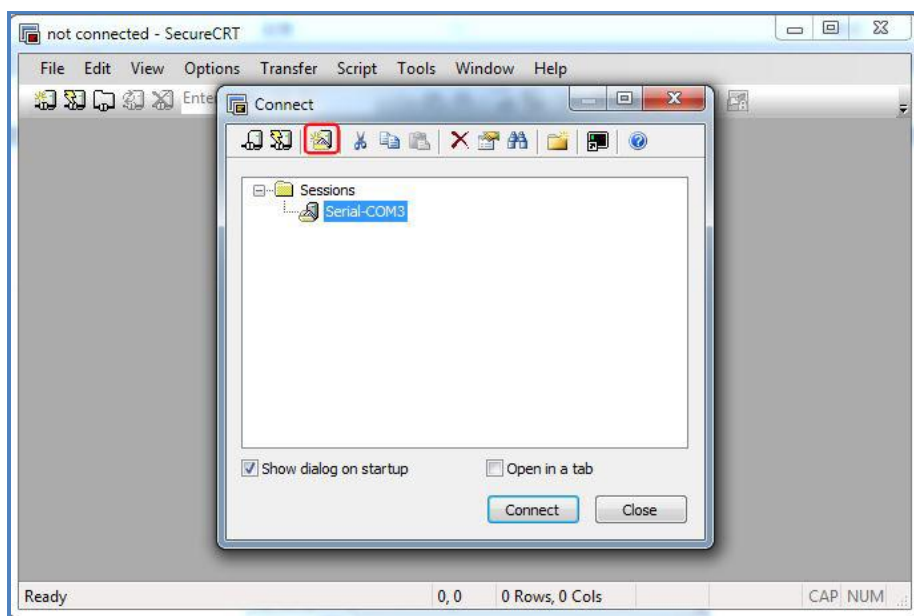 not connected - SecureCRT
File Edit View Options Transfer Script Tools Window Help
Ente
Connect
Sessions
Serial-COM3
Show dialog on startup
Open in a tab
Connect
Close
Ready
0, 0
0 Rows, 0 Cols
CAP NUM